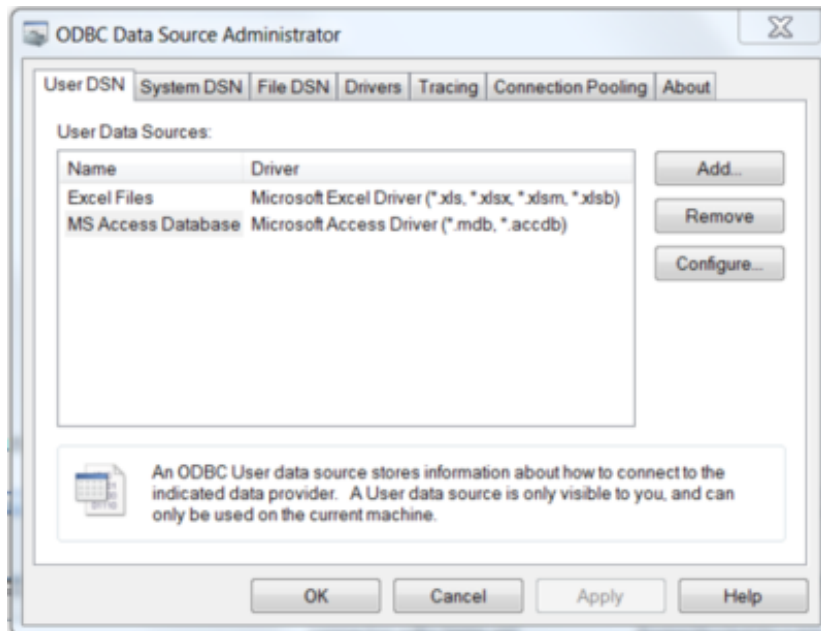 ODBC Data Source Administrator
User DSN System DSN File DSN Drivers Tracing Connection Pooling About
User Data Sources:
Name Driver
Excel Files Microsoft Excel Driver (*.xls, *.xlsx, *.xlsm, *.xlsb)
MS Access Database Microsoft Access Driver (*.mdb, *.accdb)
Add...
Remove
Configure...
An ODBC User data source stores information about how to connect to the
indicated data provider. A User data source is only visible to you, and can
only be used on the current machine.
OK Cancel Apply Help